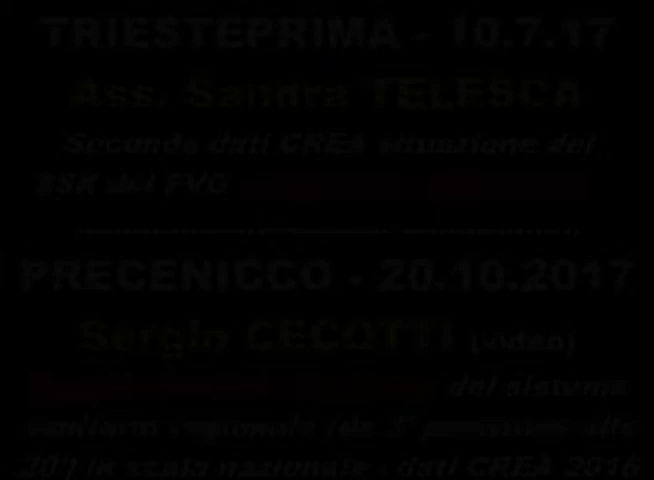 TRIESTEPRIMA - 10.7.17
Ass. Sandra TELESCA
Secondo dati CREA situazione del
SSR del FVG
PRECENICCO - 20.10.2017
Sergio CECOTTI (video)
del sistema
sanitario regionale (da 3° posizione alla
20°) in scala nazionale - dati CREA 2016